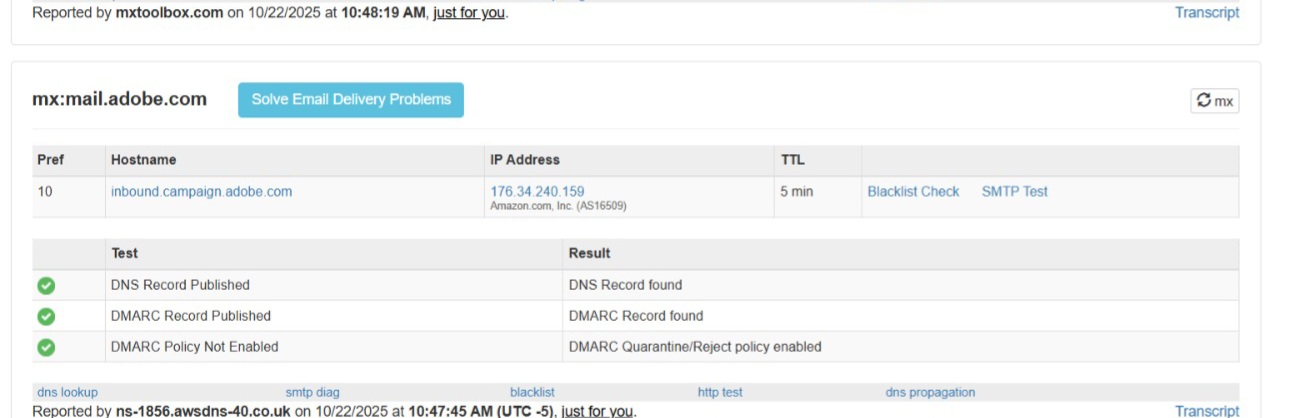 Reported by mxtoolbox.com on 10/22/2025 at 10:48:19 AM, just for you. Transcript
mx:mail.adobe.com Solve Email Delivery Problems mx
Pref Hostname IP Address TTL
10 inbound.campaign.adobe.com 176.34.240.159 5 min Blacklist Check SMTP Test
Amazon.com, Inc. (AS16509)
Test Result
DNS Record Published DNS Record found
DMARC Record Published DMARC Record found
DMARC Policy Not Enabled DMARC Quarantine/Reject policy enabled
dns lookup smtp diag blacklist http test dns propagation
Reported by ns-1856.awsdns-40.co.uk on 10/22/2025 at 10:47:45 AM (UTC -5), just for you. Transcript